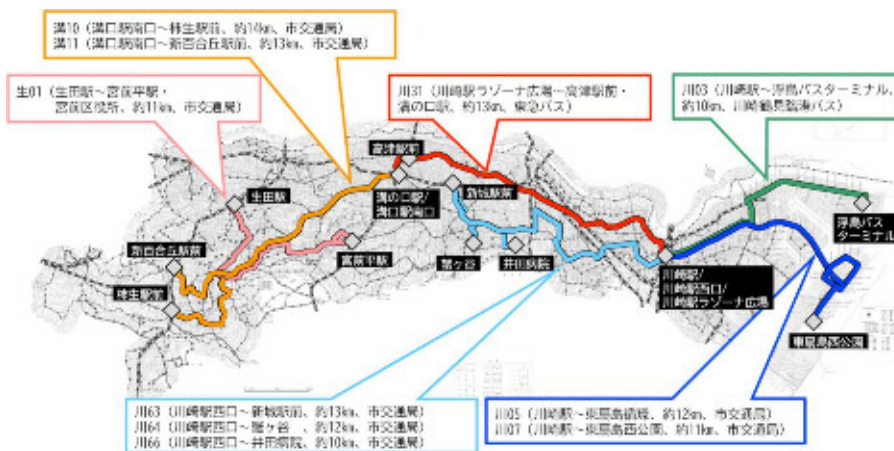 溝10（溝口駅南口～柿生駅前、約14km、市交通局）
溝11（溝口駅南口～新百合丘駅前、約13km、市交通局）
生01（生田駅～宮前平駅・
宮前区役所、約11km、市交通局）
川31（川崎駅ラゾーナ広場～高津駅前・
溝の口駅、約13km、東急バス）
川03（川崎駅～浮島バスターミナル、
約10km、川崎鶴見臨港バス）
高津駅前
生田駅
溝の口駅/
溝口駅南口
新城駅前
浮島バス
ターミナル
新百合丘駅前
宮前平駅
蟹ヶ谷
井田病院
柿生駅前
川崎駅/
川崎駅西口/
川崎駅ラゾーナ広場
東扇島西公園
川63（川崎駅西口～新城駅前、約13km、市交通局）
川64（川崎駅西口～蟹ヶ谷　、約12km、市交通局）
川66（川崎駅西口～井田病院、約10km、市交通局）
川05（川崎駅～東扇島循環、約12km、市交通局）
川07（川崎駅～東扇島西公園、約11km、市交通局）